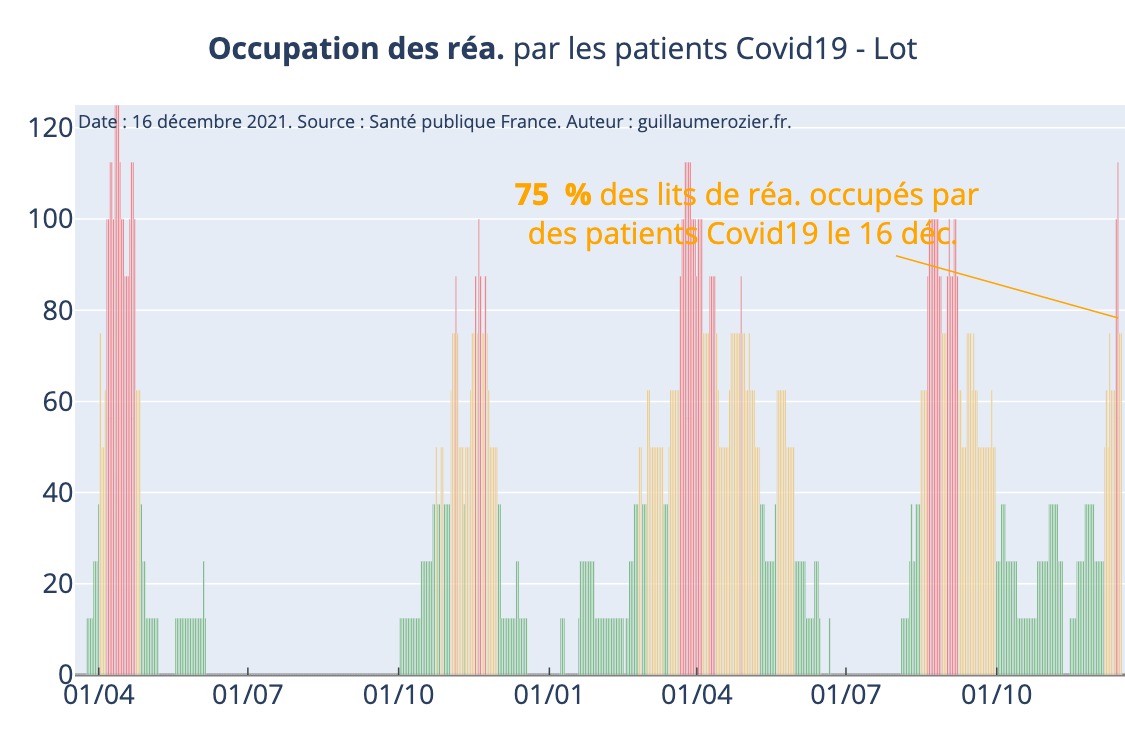 Occupation des réa. par les patients Covid19 - Lot
Date : 16 décembre 2021. Source : Santé publique France. Auteur : guillaumerozier.fr.
75 % des lits de réa. occupés par
des patients Covid19 le 16 déc.
120
100
80
60
40
20
0
01/04 01/07 01/10 01/01 01/04 01/07 01/10